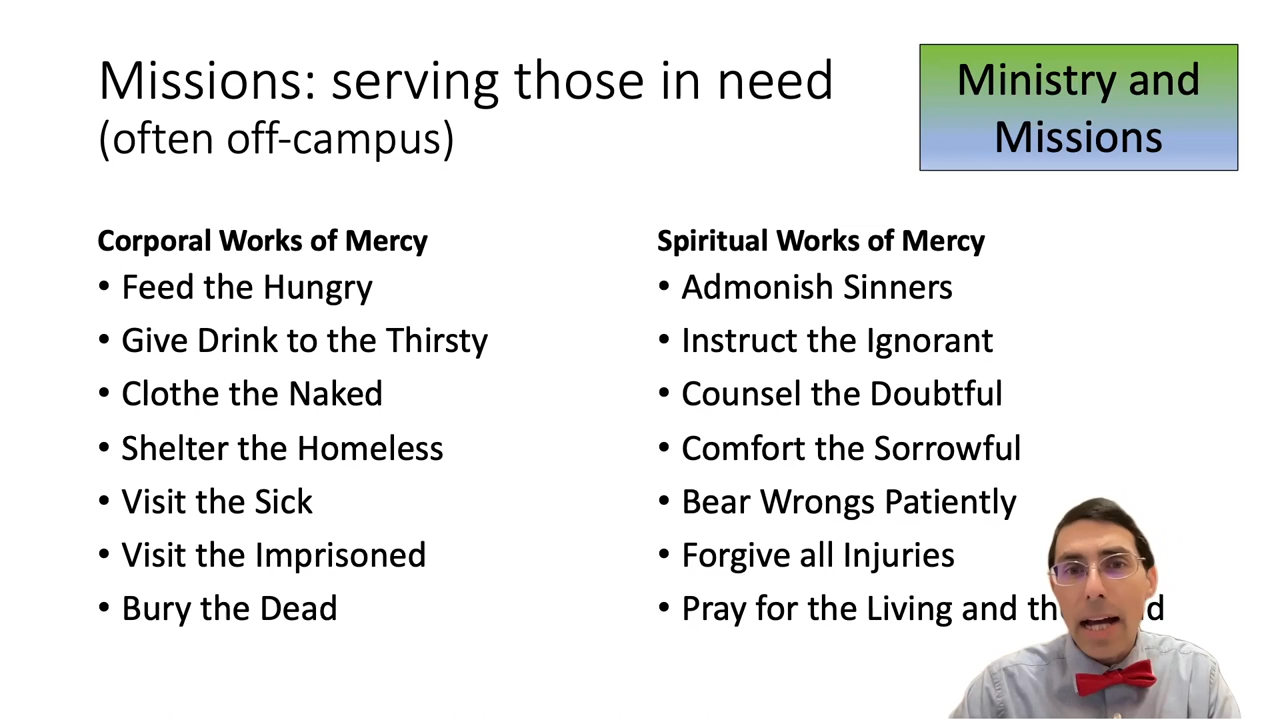 Missions: serving those in need
(often off-campus)
Ministry and
Missions
Corporal Works of Mercy
• Feed the Hungry
• Give Drink to the Thirsty
• Clothe the Naked
• Shelter the Homeless
• Visit the Sick
• Visit the Imprisoned
• Bury the Dead
Spiritual Works of Mercy
• Admonish Sinners
• Instruct the Ignorant
• Counsel the Doubtful
• Comfort the Sorrowful
• Bear Wrongs Patiently
• Forgive all Injuries
• Pray for the Living and